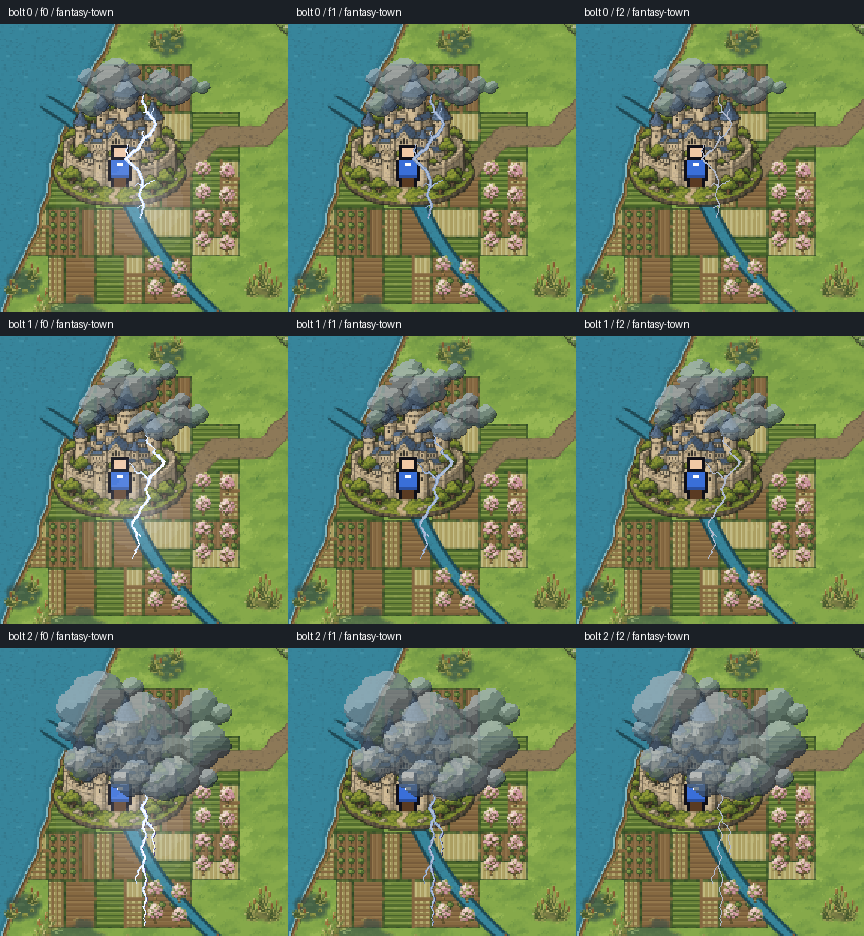 bolt 0 / f0 / fantasy-town
bolt 0 / f1 / fantasy-town
bolt 0 / f2 / fantasy-town
bolt 1 / f0 / fantasy-town
bolt 1 / f1 / fantasy-town
bolt 1 / f2 / fantasy-town
bolt 2 / f0 / fantasy-town
bolt 2 / f1 / fantasy-town
bolt 2 / f2 / fantasy-town